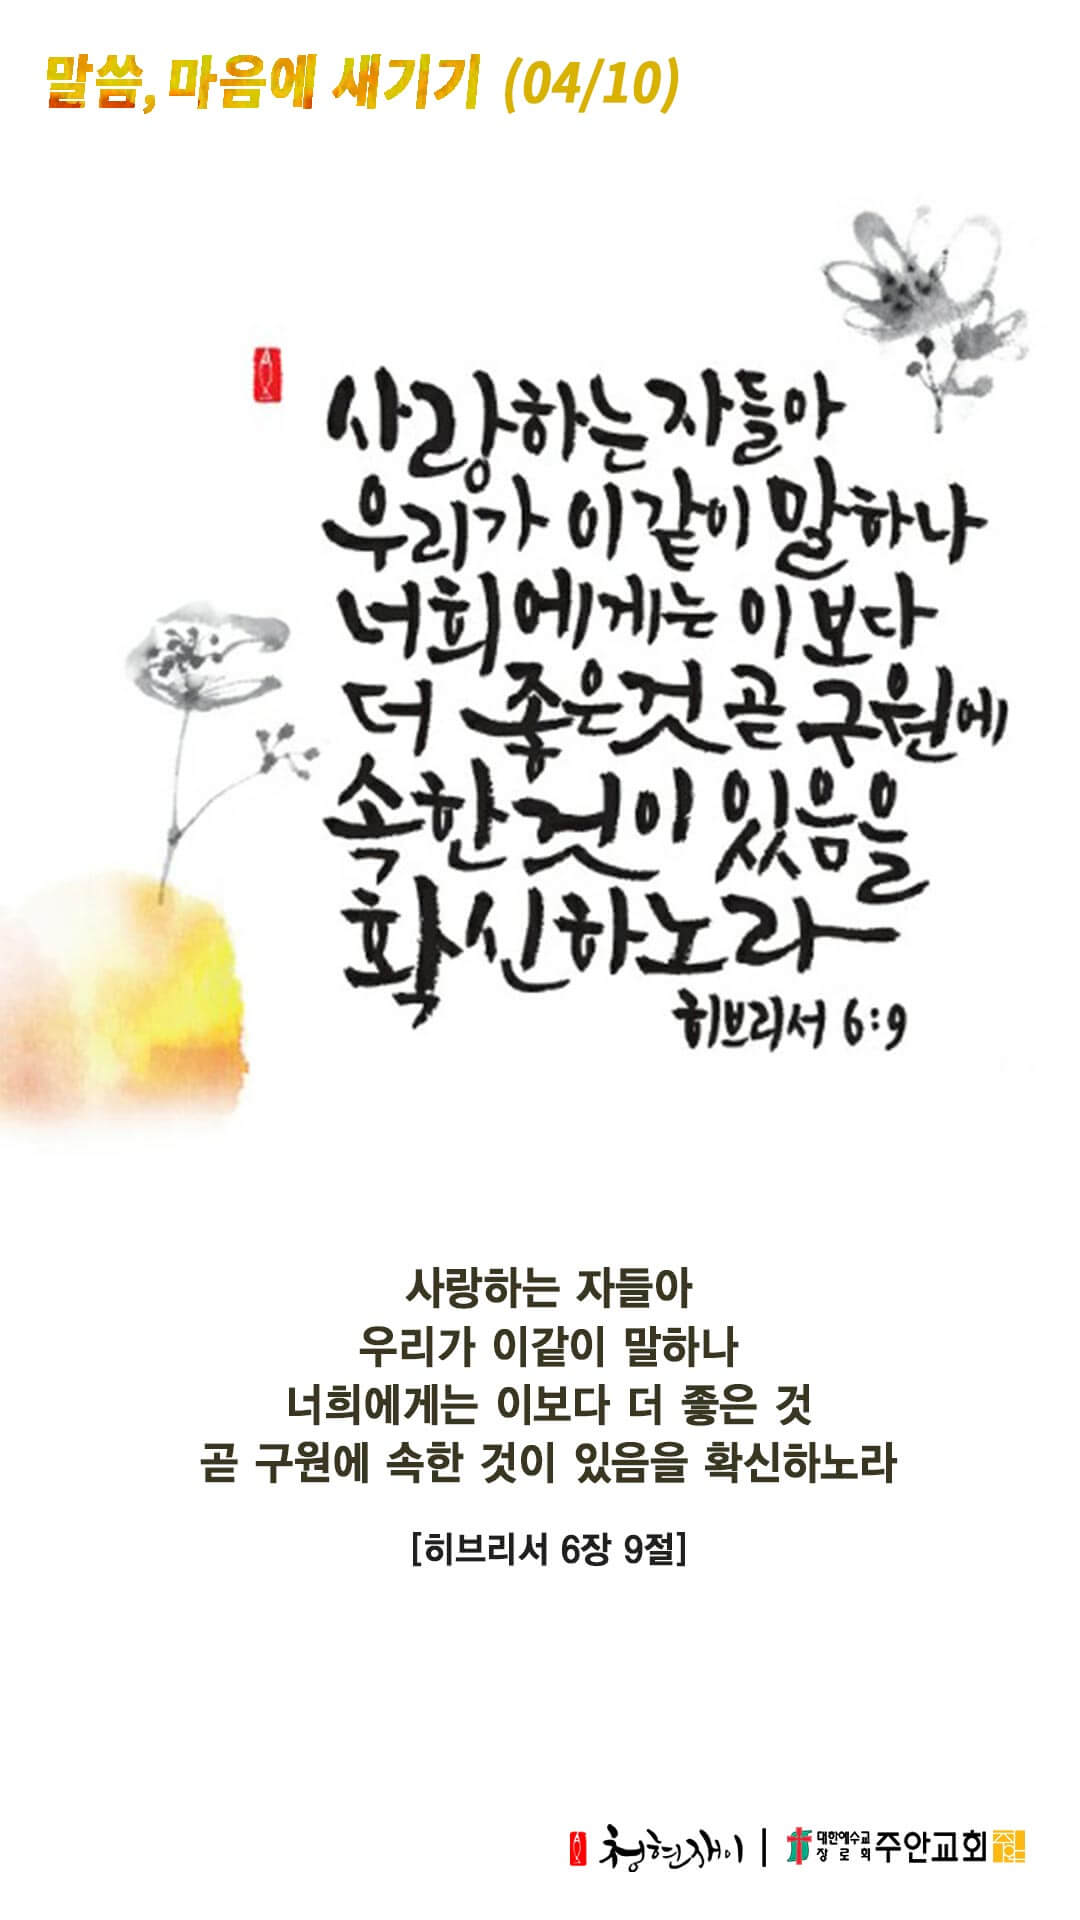 말씀, 마음에 새기기 (04/10)
사랑하는 자들아
우리가 이같이 말하나
너희에게는 이보다
더 좋은것 곧 구원에
속한것이 있음을
확신하노라
히브리서 6:9
사랑하는 자들아
우리가 이같이 말하나
너희에게는 이보다 더 좋은 것
곧 구원에 속한 것이 있음을 확신하노라
[히브리서 6장 9절]
청현재이 | 대한예수교 장로회 주안교회